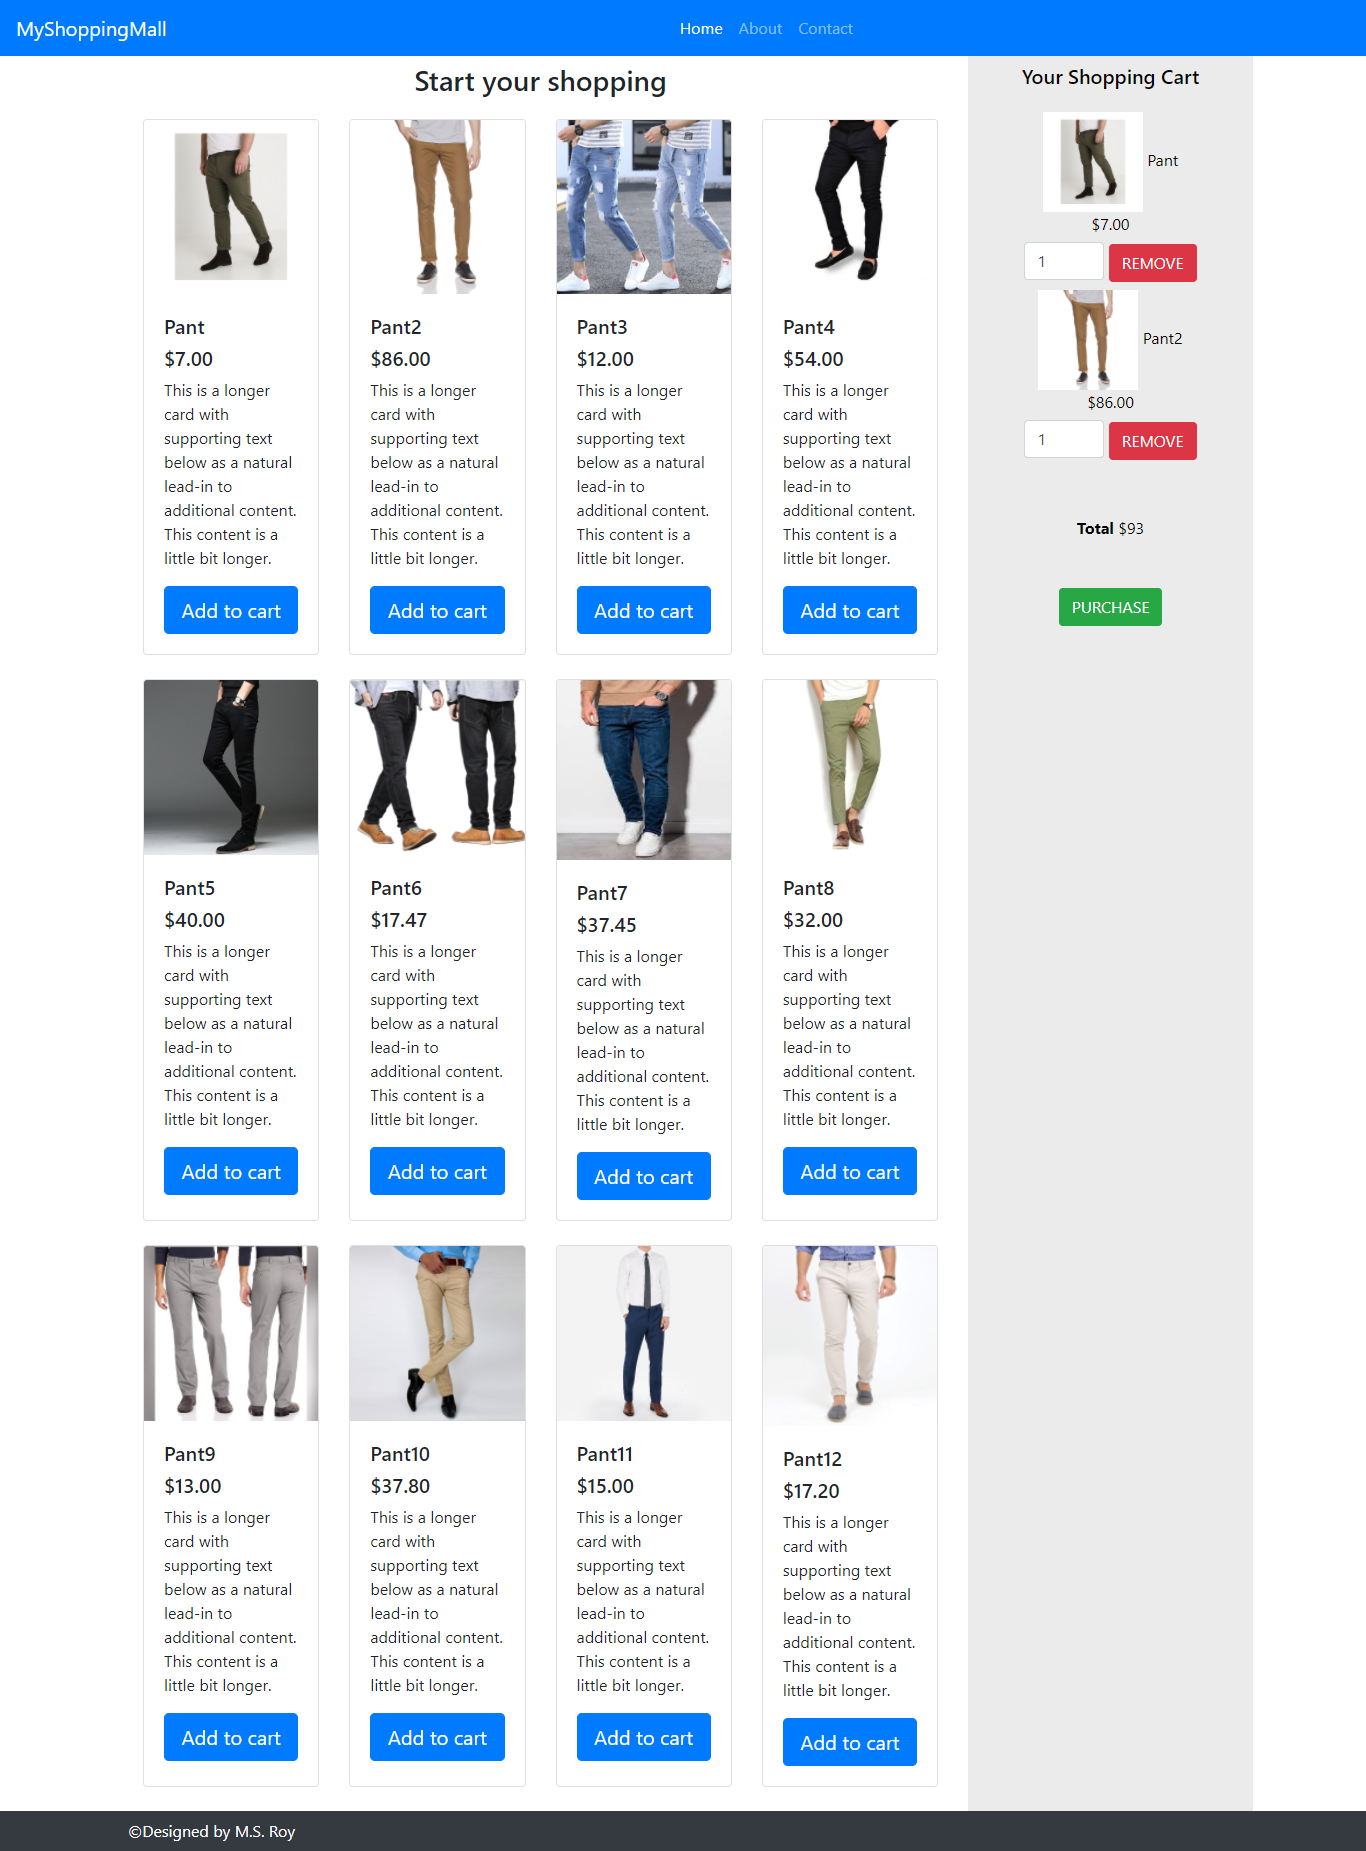 MyShoppingMall
Home About Contact
Start your shopping
Pant
$7.00
This is a longer
card with
supporting text
below as a natural
lead-in to
additional content.
This content is a
little bit longer.
Add to cart
Pant2
$86.00
This is a longer
card with
supporting text
below as a natural
lead-in to
additional content.
This content is a
little bit longer.
Add to cart
Pant3
$12.00
This is a longer
card with
supporting text
below as a natural
lead-in to
additional content.
This content is a
little bit longer.
Add to cart
Pant4
$54.00
This is a longer
card with
supporting text
below as a natural
lead-in to
additional content.
This content is a
little bit longer.
Add to cart
Pant5
$40.00
This is a longer
card with
supporting text
below as a natural
lead-in to
additional content.
This content is a
little bit longer.
Add to cart
Pant6
$17.47
This is a longer
card with
supporting text
below as a natural
lead-in to
additional content.
This content is a
little bit longer.
Add to cart
Pant7
$37.45
This is a longer
card with
supporting text
below as a natural
lead-in to
additional content.
This content is a
little bit longer.
Add to cart
Pant8
$32.00
This is a longer
card with
supporting text
below as a natural
lead-in to
additional content.
This content is a
little bit longer.
Add to cart
Pant9
$13.00
This is a longer
card with
supporting text
below as a natural
lead-in to
additional content.
This content is a
little bit longer.
Add to cart
Pant10
$37.80
This is a longer
card with
supporting text
below as a natural
lead-in to
additional content.
This content is a
little bit longer.
Add to cart
Pant11
$15.00
This is a longer
card with
supporting text
below as a natural
lead-in to
additional content.
This content is a
little bit longer.
Add to cart
Pant12
$17.20
This is a longer
card with
supporting text
below as a natural
lead-in to
additional content.
This content is a
little bit longer.
Add to cart
Your Shopping Cart
Pant
$7.00
1 REMOVE
Pant2
$86.00
1 REMOVE
Total $93
PURCHASE
©Designed by M.S. Roy